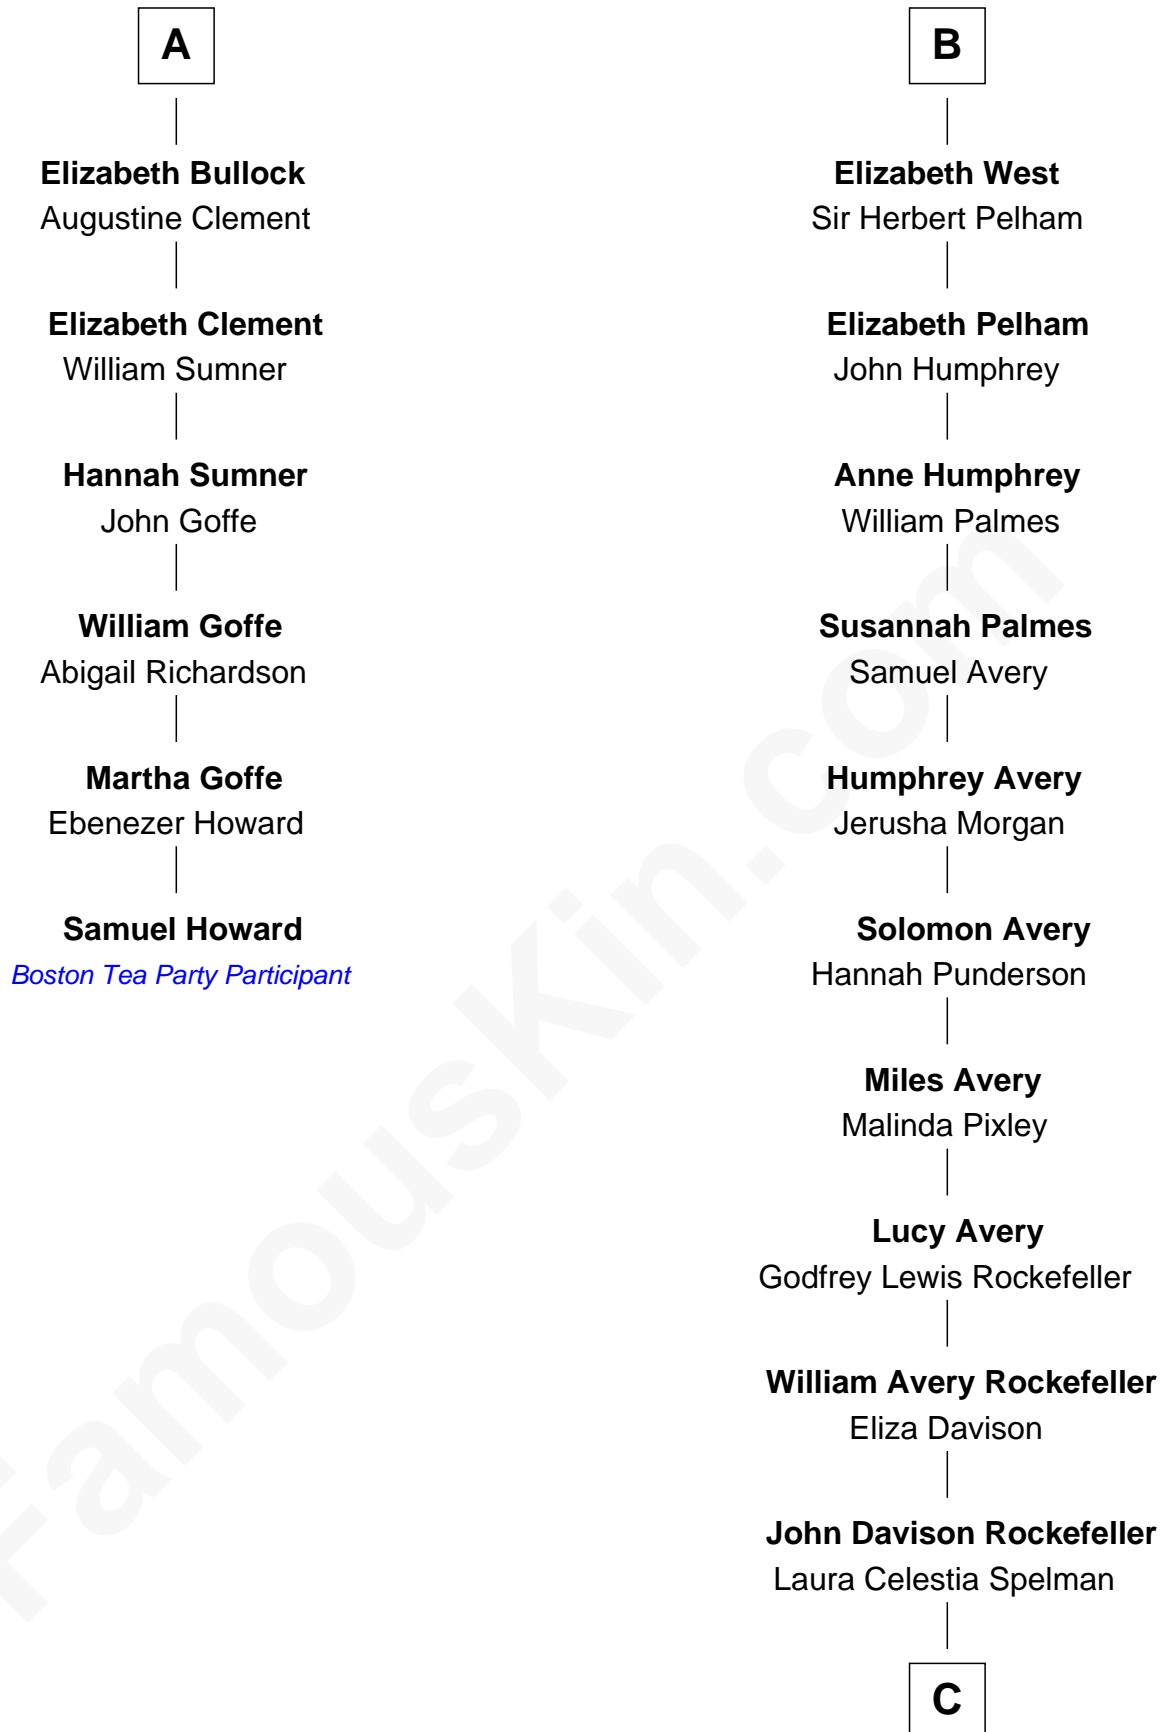 A
Elizabeth Bullock
Augustine Clement
Elizabeth Clement
William Sumner
Hannah Sumner
John Goffe
William Goffe
Abigail Richardson
Martha Goffe
Ebenezer Howard
Samuel Howard
Boston Tea Party Participant
B
Elizabeth West
Sir Herbert Pelham
Elizabeth Pelham
John Humphrey
Anne Humphrey
William Palmes
Susannah Palmes
Samuel Avery
Humphrey Avery
Jerusha Morgan
Solomon Avery
Hannah Punderson
Miles Avery
Malinda Pixley
Lucy Avery
Godfrey Lewis Rockefeller
William Avery Rockefeller
Eliza Davison
John Davison Rockefeller
Laura Celestia Spelman
C
FamousKin.com